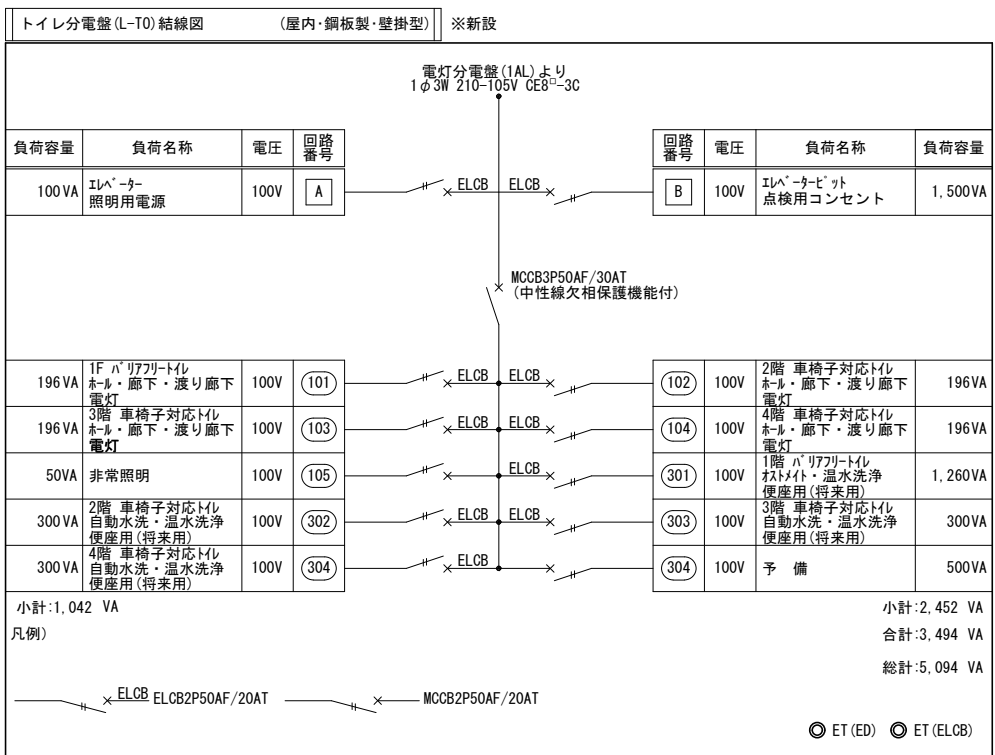 トイレ分電盤(L-TO)結線図 (屋内・鋼板製・壁掛型) ※新設
電灯分電盤(1AL)より
1φ3W 210-105V CE8□-3C
負荷容量 負荷名称 電圧 回路番号 回路番号 電圧 負荷名称 負荷容量
100VA エレベーター 100V A ELCB ELCB B 100V エレベーターピット 1,500VA
照明用電源 点検用コンセント
MCCB3P50AF/30AT
(中性線欠相保護機能付)
1F バリアフリートイレ 2階 車椅子対応トイレ
196VA ホール・廊下・渡り廊下 100V 101 ELCB ELCB 102 100V ホール・廊下・渡り廊下 196VA
電灯 電灯
3階 車椅子対応トイレ 4階 車椅子対応トイレ
196VA ホール・廊下・渡り廊下 100V 103 ELCB ELCB 104 100V ホール・廊下・渡り廊下 196VA
電灯 電灯
1階 バリアフリートイレ
50VA 非常照明 100V 105 ELCB 301 100V オストメイト・温水洗浄 1,260VA
便座用(将来用)
2階 車椅子対応トイレ 3階 車椅子対応トイレ
300VA 自動水洗・温水洗浄 100V 302 ELCB ELCB 303 100V 自動水洗・温水洗浄 300VA
便座用(将来用) 便座用(将来用)
4階 車椅子対応トイレ
300VA 自動水洗・温水洗浄 100V 304 ELCB 304 100V 予 備 500VA
便座用(将来用)
小計:1,042 VA 小計:2,452 VA
凡例) 合計:3,494 VA
総計:5,094 VA
ELCB ELCB2P50AF/20AT MCCB2P50AF/20AT
◎ ET(ED) ◎ ET(ELCB)